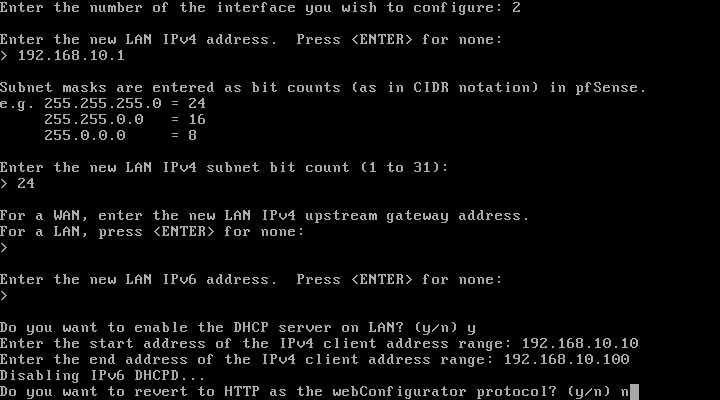 Enter the number of the interface you wish to configure: 2
Enter the new LAN IPv4 address.  Press <ENTER> for none:
> 192.168.10.1
Subnet masks are entered as bit counts (as in CIDR notation) in pfSense.
e.g. 255.255.255.0 = 24
     255.255.0.0   = 16
     255.0.0.0     = 8
Enter the new LAN IPv4 subnet bit count (1 to 31):
> 24
For a WAN, enter the new LAN IPv4 upstream gateway address.
For a LAN, press <ENTER> for none:
>
Enter the new LAN IPv6 address.  Press <ENTER> for none:
>
Do you want to enable the DHCP server on LAN? (y/n) y
Enter the start address of the IPv4 client address range: 192.168.10.10
Enter the end address of the IPv4 client address range: 192.168.10.100
Disabling IPv6 DHCPD...
Do you want to revert to HTTP as the webConfigurator protocol? (y/n) n